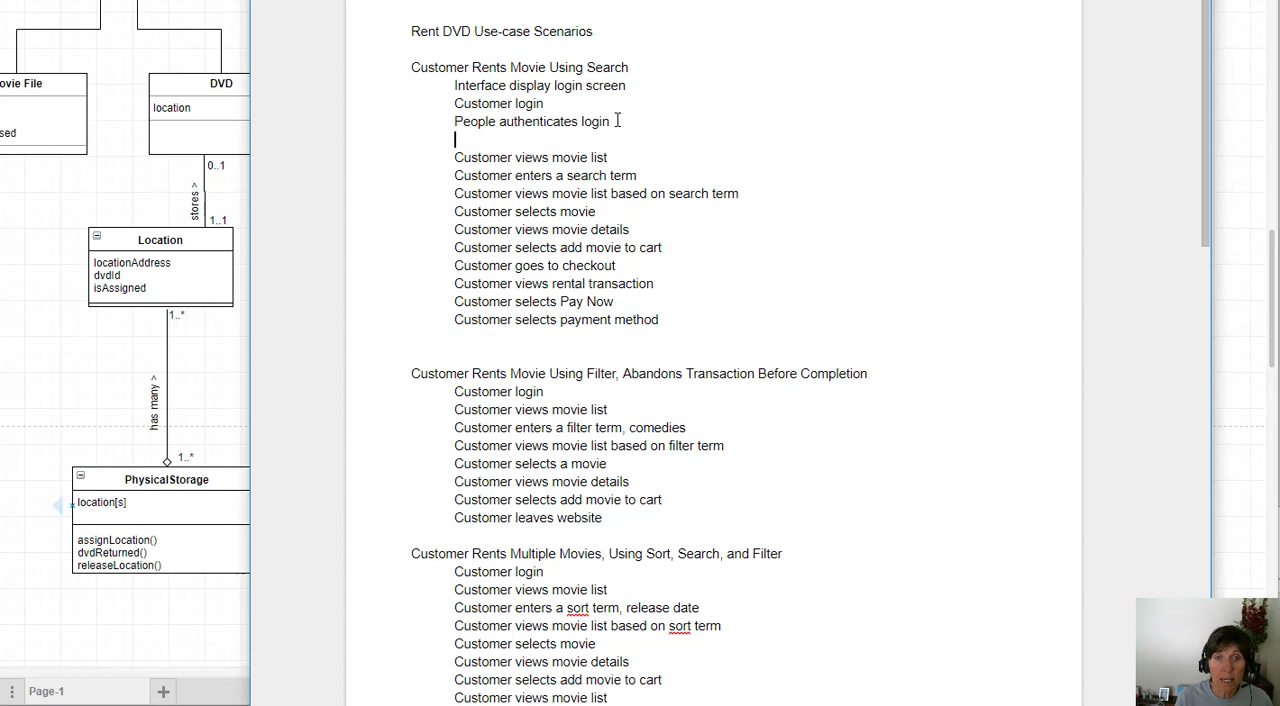 ovie File
sed
DVD
location
0..1
stores >
1..1
Location
locationAddress
dvdId
isAssigned
1..*
has many >
1..*
PhysicalStorage
location[s]
assignLocation()
dvdReturned()
releaseLocation()
Page-1
Rent DVD Use-case Scenarios
Customer Rents Movie Using Search
Interface display login screen
Customer login
People authenticates login
Customer views movie list
Customer enters a search term
Customer views movie list based on search term
Customer selects movie
Customer views movie details
Customer selects add movie to cart
Customer goes to checkout
Customer views rental transaction
Customer selects Pay Now
Customer selects payment method
Customer Rents Movie Using Filter, Abandons Transaction Before Completion
Customer login
Customer views movie list
Customer enters a filter term, comedies
Customer views movie list based on filter term
Customer selects a movie
Customer views movie details
Customer selects add movie to cart
Customer leaves website
Customer Rents Multiple Movies, Using Sort, Search, and Filter
Customer login
Customer views movie list
Customer enters a sort term, release date
Customer views movie list based on sort term
Customer selects movie
Customer views movie details
Customer selects add movie to cart
Customer views movie list